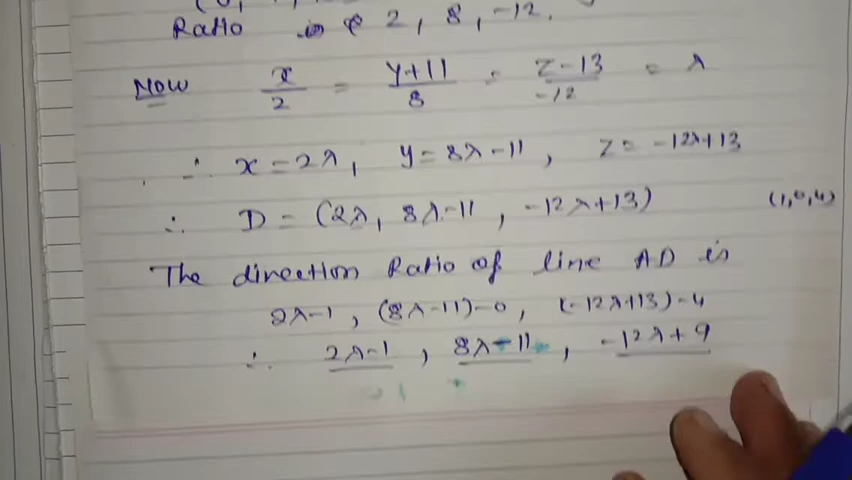 Ratio is 2, 8, -12.
Now x/2 = y+11/8 = z-13/-12 = λ
∴ x = 2λ, y = 8λ-11, z = -12λ+13
∴ D = (2λ, 8λ-11, -12λ+13) (1,0,4)
The direction Ratio of line AD is
2λ-1, (8λ-11)-0, (-12λ+13)-4
∴ 2λ-1, 8λ-11, -12λ+9